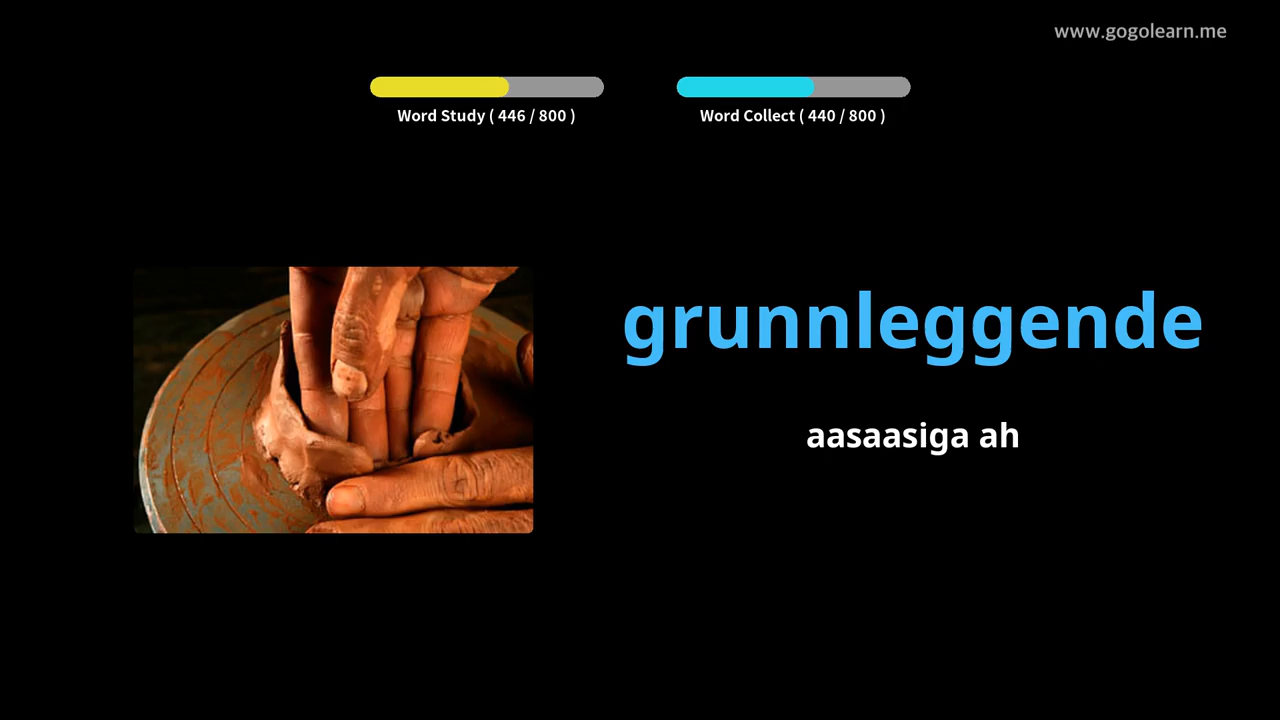 www.gogolearn.me
Word Study ( 446 / 800 )
Word Collect ( 440 / 800 )
grunnleggende
aasaasiga ah